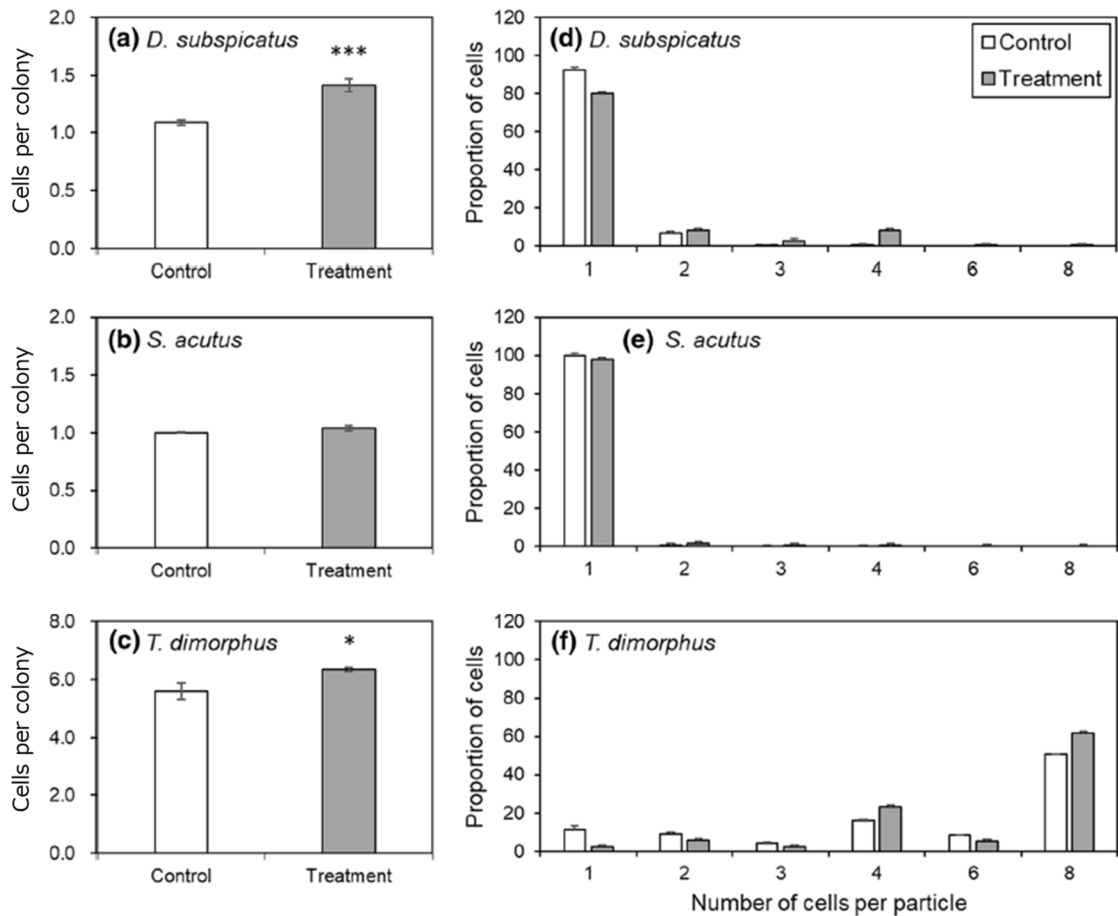 (a) D. subspicatus
Cells per colony
2.0
1.5
1.0
0.5
0.0
***
Control
Treatment
(d) D. subspicatus
Control
Treatment
Proportion of cells
120
100
80
60
40
20
0
1
2
3
4
6
8
(b) S. acutus
Cells per colony
2.0
1.5
1.0
0.5
0.0
Control
Treatment
(e) S. acutus
Proportion of cells
120
100
80
60
40
20
0
1
2
3
4
6
8
(c) T. dimorphus
Cells per colony
8.0
6.0
4.0
2.0
0.0
*
Control
Treatment
(f) T. dimorphus
Proportion of cells
120
100
80
60
40
20
0
1
2
3
4
6
8
Number of cells per particle